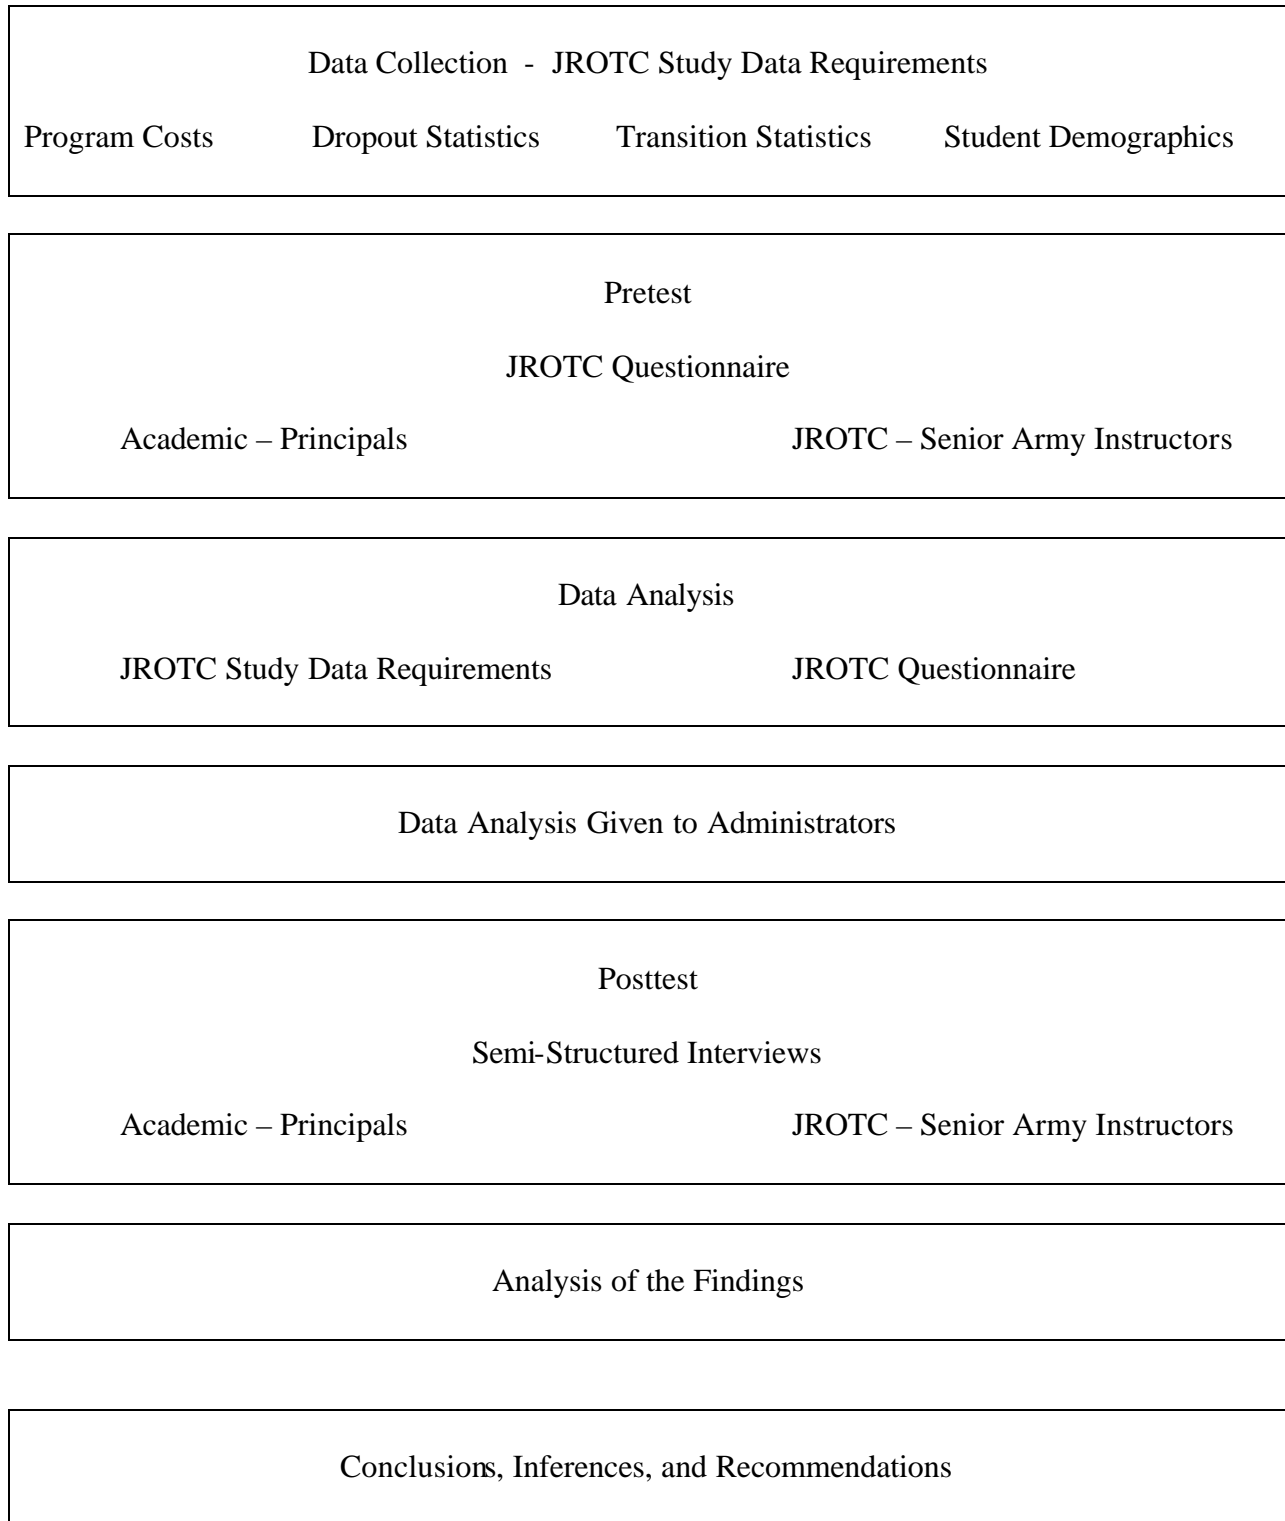 Data Collection - JROTC Study Data Requirements
Program Costs Dropout Statistics Transition Statistics Student Demographics
Pretest
JROTC Questionnaire
Academic – Principals JROTC – Senior Army Instructors
Data Analysis
JROTC Study Data Requirements JROTC Questionnaire
Data Analysis Given to Administrators
Posttest
Semi-Structured Interviews
Academic – Principals JROTC – Senior Army Instructors
Analysis of the Findings
Conclusions, Inferences, and Recommendations